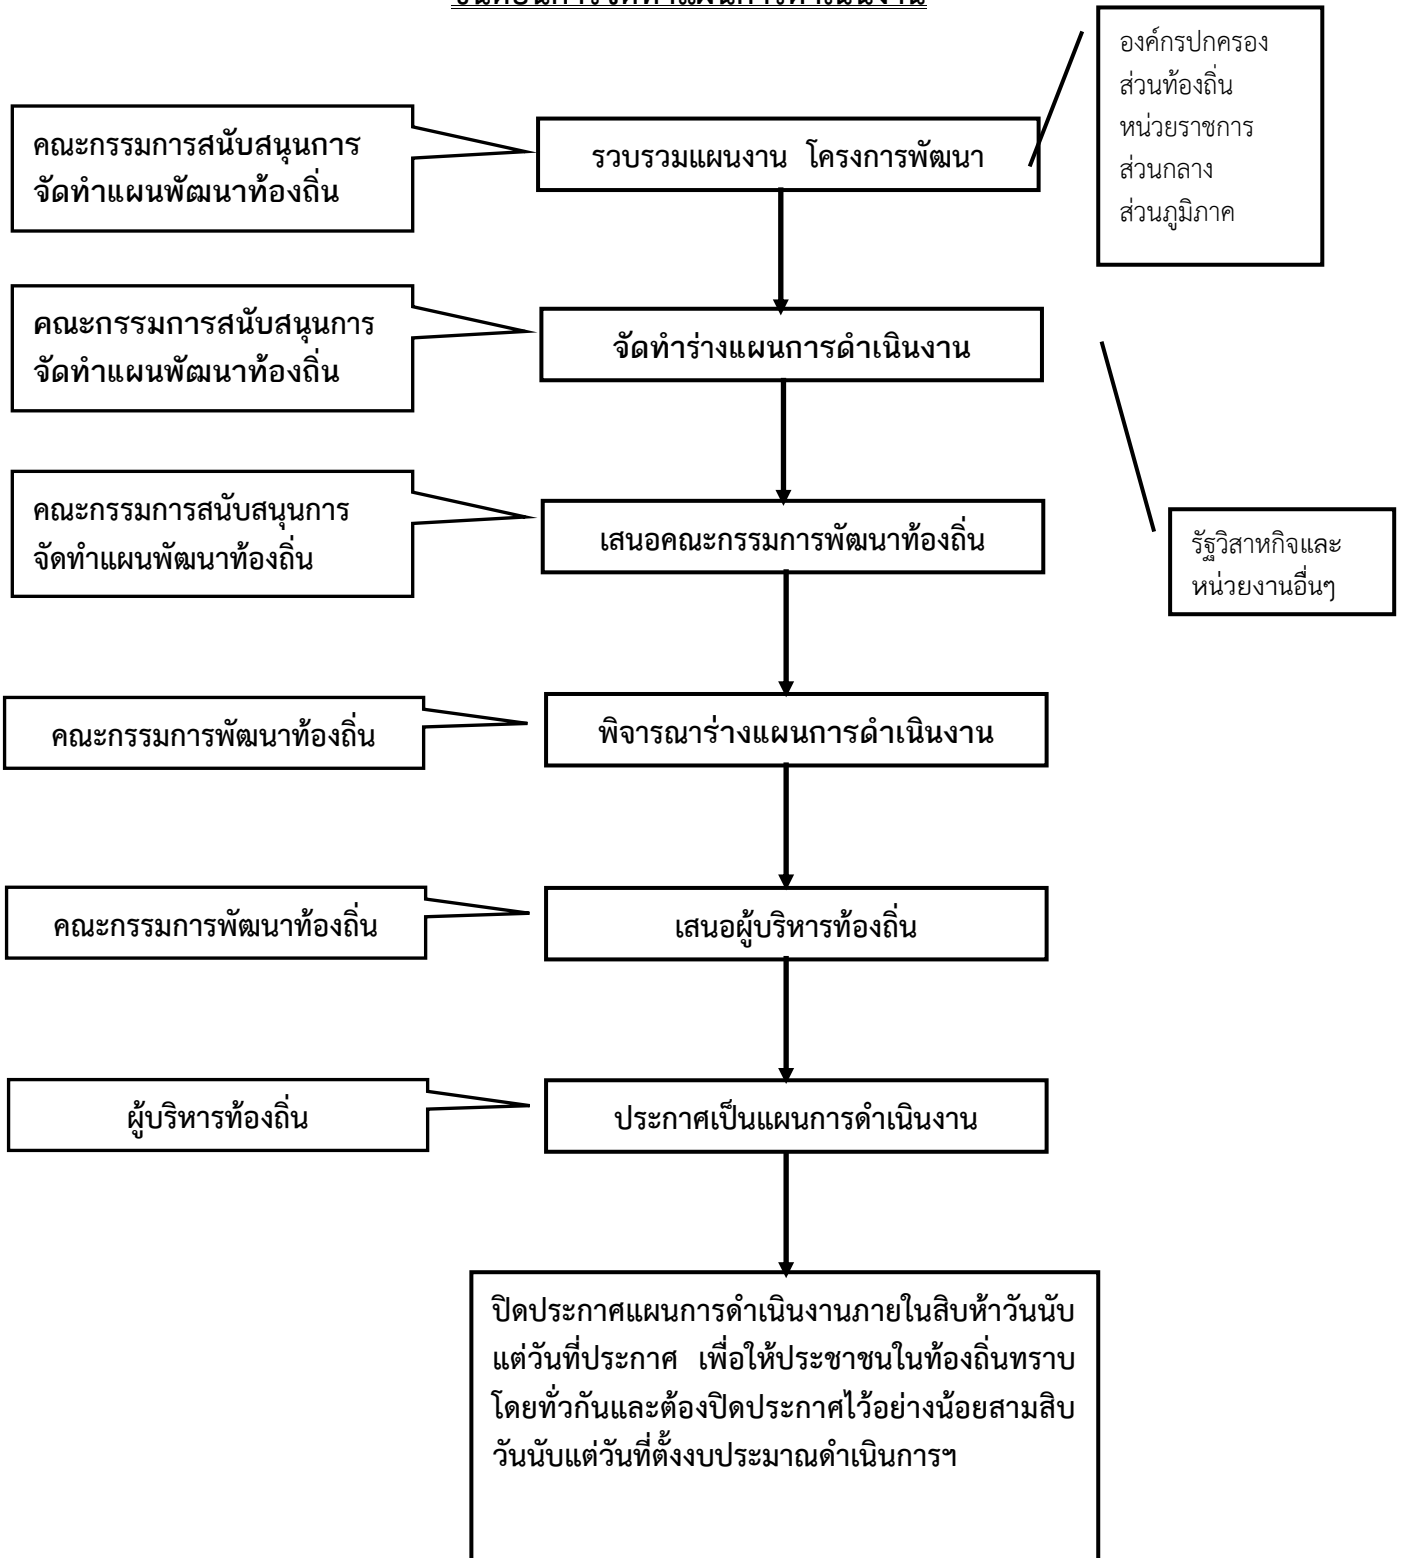 องค์กรปกครอง
ส่วนท้องถิ่น
หน่วยราชการ
ส่วนกลาง
ส่วนภูมิภาค
คณะกรรมการสนับสนุนการ
จัดทำแผนพัฒนาท้องถิ่น
รวบรวมแผนงาน โครงการพัฒนา
คณะกรรมการสนับสนุนการ
จัดทำแผนพัฒนาท้องถิ่น
จัดทำร่างแผนการดำเนินงาน
คณะกรรมการสนับสนุนการ
จัดทำแผนพัฒนาท้องถิ่น
เสนอคณะกรรมการพัฒนาท้องถิ่น
รัฐวิสาหกิจและ
หน่วยงานอื่นๆ
คณะกรรมการพัฒนาท้องถิ่น
พิจารณาร่างแผนการดำเนินงาน
คณะกรรมการพัฒนาท้องถิ่น
เสนอผู้บริหารท้องถิ่น
ผู้บริหารท้องถิ่น
ประกาศเป็นแผนการดำเนินงาน
ปิดประกาศแผนการดำเนินงานภายในสิบห้าวันนับ
แต่วันที่ประกาศ เพื่อให้ประชาชนในท้องถิ่นทราบ
โดยทั่วกันและต้องปิดประกาศไว้อย่างน้อยสามสิบ
วันนับแต่วันที่ตั้งงบประมาณดำเนินการฯ